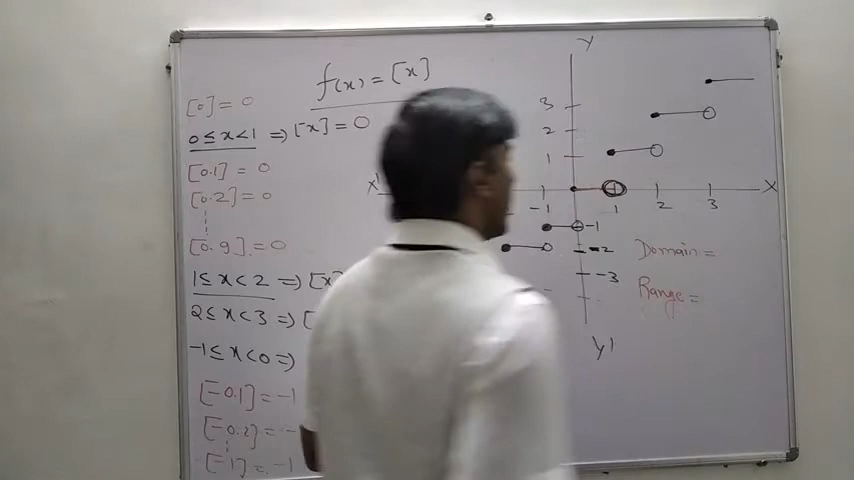 f(x) = [x]
[0] = 0
0 ≤ x < 1 ⇒ [x] = 0
[0.1] = 0
[0.2] = 0
[0.9] = 0
1 ≤ x < 2 ⇒ [x]
2 ≤ x < 3 ⇒ [
-1 ≤ x < 0 ⇒
[-0.1] = -1
[-0.2] = -
[-1] = -1
Y
3
2
1
X' -1 1 2 3 X
-1
-2
-3
Y'
Domain =
Range =